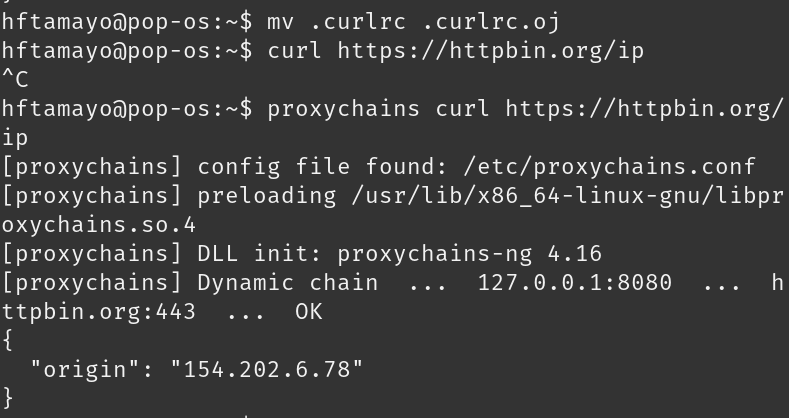 hftamayo@pop-os:~$ mv .curlrc .curlrc.oj
hftamayo@pop-os:~$ curl https://httpbin.org/ip
^C
hftamayo@pop-os:~$ proxychains curl https://httpbin.org/
ip
[proxychains] config file found: /etc/proxychains.conf
[proxychains] preloading /usr/lib/x86_64-linux-gnu/libpr
oxychains.so.4
[proxychains] DLL init: proxychains-ng 4.16
[proxychains] Dynamic chain  ...  127.0.0.1:8080  ...  h
ttpbin.org:443  ...  OK
{
  "origin": "154.202.6.78"
}